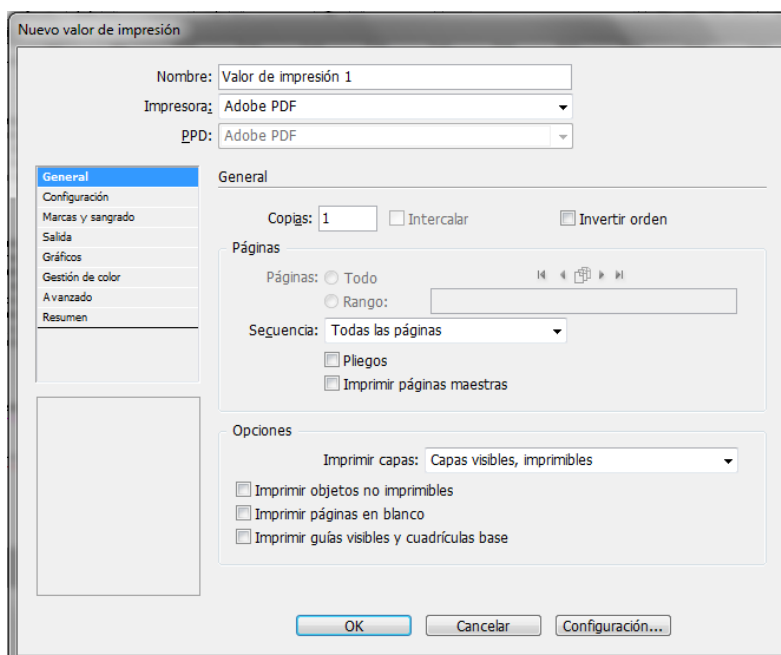 Nuevo valor de impresión
Nombre: Valor de impresión 1
Impresora: Adobe PDF
PPD: Adobe PDF
General
Configuración
Marcas y sangrado
Salida
Gráficos
Gestión de color
Avanzado
Resumen
General
Copias: 1 Intercalar Invertir orden
Páginas
Páginas: Todo
Rango:
Secuencia: Todas las páginas
Pliegos
Imprimir páginas maestras
Opciones
Imprimir capas: Capas visibles, imprimibles
Imprimir objetos no imprimibles
Imprimir páginas en blanco
Imprimir guías visibles y cuadrículas base
OK Cancelar Configuración...